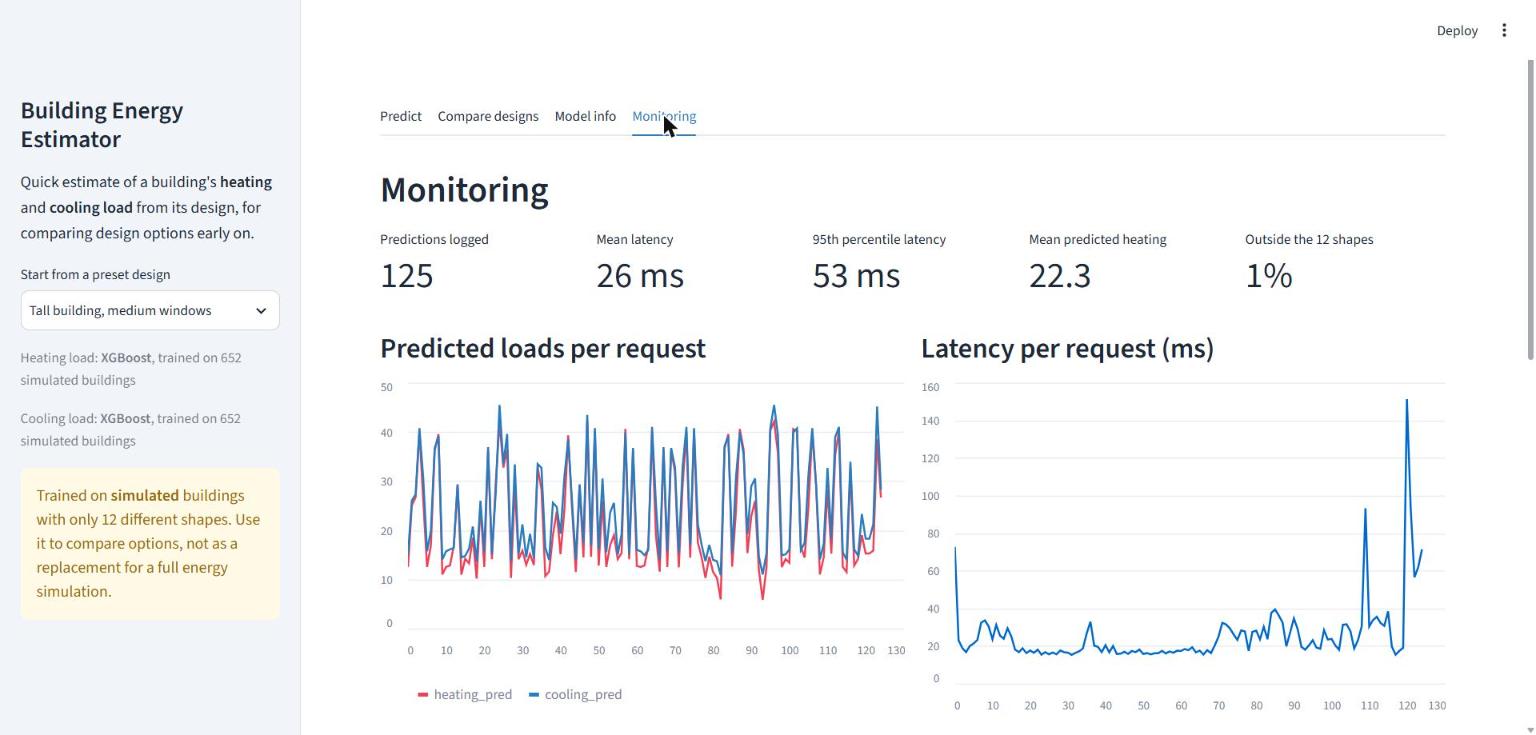 Deploy
Building Energy
Estimator
Quick estimate of a building's heating
and cooling load from its design, for
comparing design options early on.
Start from a preset design
Tall building, medium windows
Heating load: XGBoost, trained on 652
simulated buildings
Cooling load: XGBoost, trained on 652
simulated buildings
Trained on simulated buildings
with only 12 different shapes. Use
it to compare options, not as a
replacement for a full energy
simulation.
Predict Compare designs Model info Monitoring
Monitoring
Predictions logged Mean latency 95th percentile latency Mean predicted heating Outside the 12 shapes
125 26 ms 53 ms 22.3 1%
Predicted loads per request
50
40
30
20
10
0
0 10 20 30 40 50 60 70 80 90 100 110 120 130
heating_pred cooling_pred
Latency per request (ms)
160
140
120
100
80
60
40
20
0
0 10 20 30 40 50 60 70 80 90 100 110 120 130